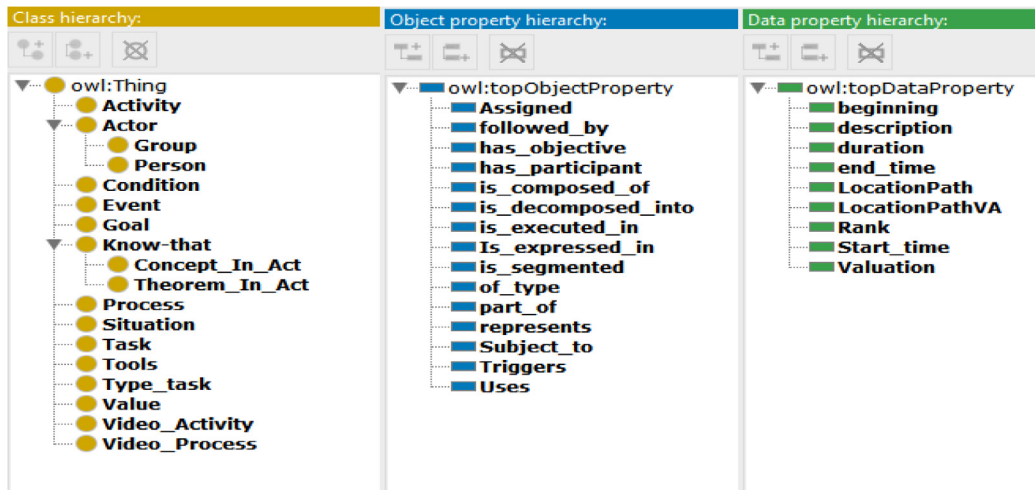 Class hierarchy:
owl:Thing
Activity
Actor
Group
Person
Condition
Event
Goal
Know-that
Concept_In_Act
Theorem_In_Act
Process
Situation
Task
Tools
Type_task
Value
Video_Activity
Video_Process
Object property hierarchy:
owl:topObjectProperty
Assigned
followed_by
has_objective
has_participant
is_composed_of
is_decomposed_into
is_executed_in
Is_expressed_in
is_segmented
of_type
part_of
represents
Subject_to
Triggers
Uses
Data property hierarchy:
owl:topDataProperty
beginning
description
duration
end_time
LocationPath
LocationPathVA
Rank
Start_time
Valuation